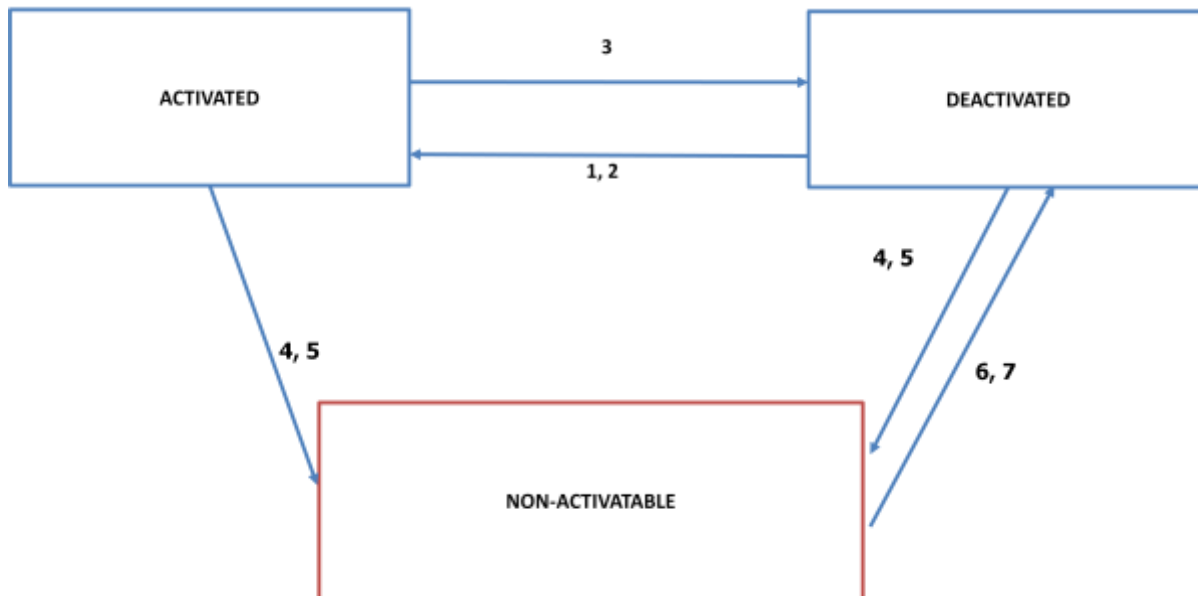 3
ACTIVATED
DEACTIVATED
1, 2
4, 5
4, 5
6, 7
NON-ACTIVATABLE